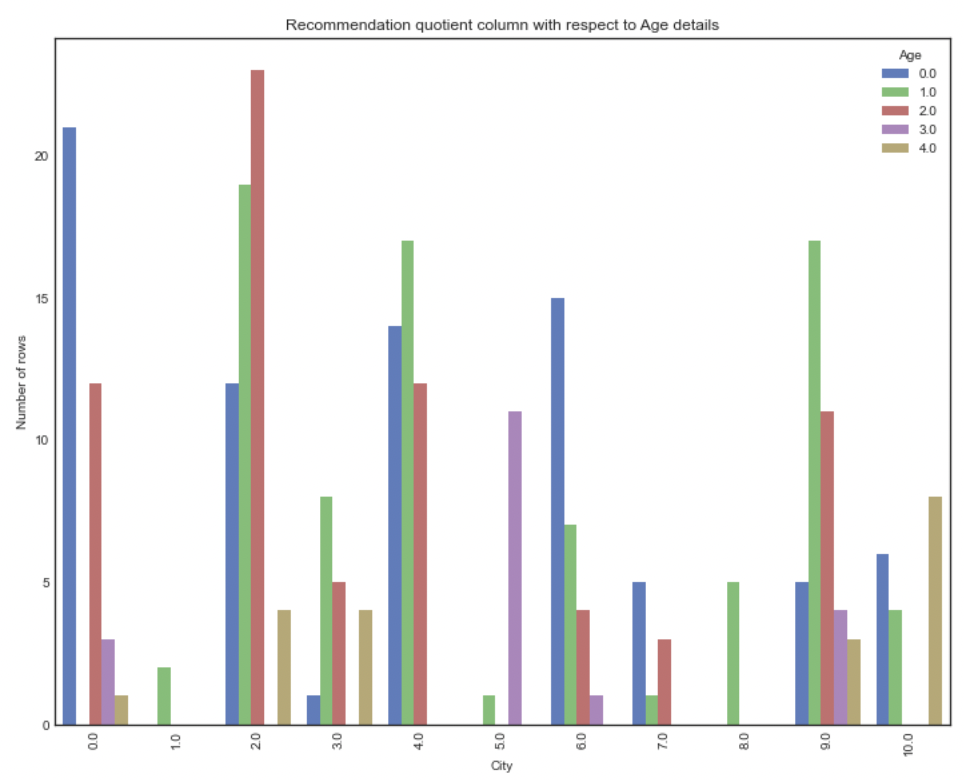 Recommendation quotient column with respect to Age details
Age
0.0
1.0
2.0
3.0
4.0
20
15
10
5
0
Number of rows
0.0 1.0 2.0 3.0 4.0 5.0 6.0 7.0 8.0 9.0 10.0
City